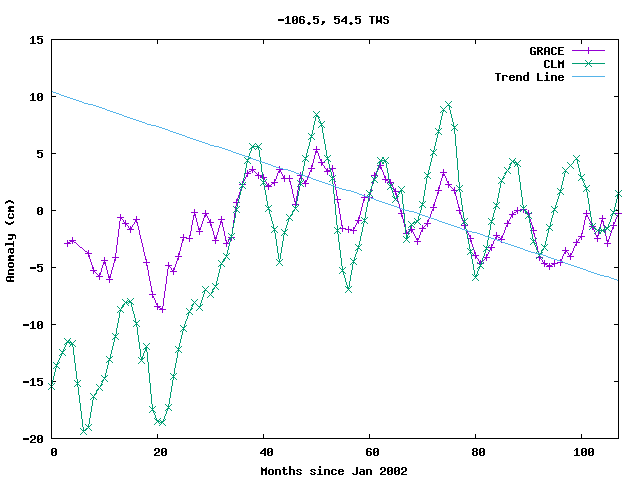 -106.5, 54.5 TWS
GRACE
CLM
Trend Line
15
10
5
0
-5
-10
-15
-20
Anomaly (cm)
0 20 40 60 80 100
Months since Jan 2002